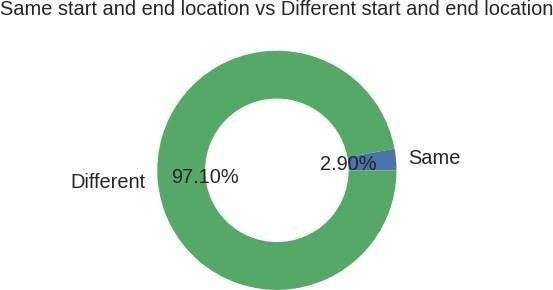 Same start and end location vs Different start and end location
2.90% Same
Different 97.10%